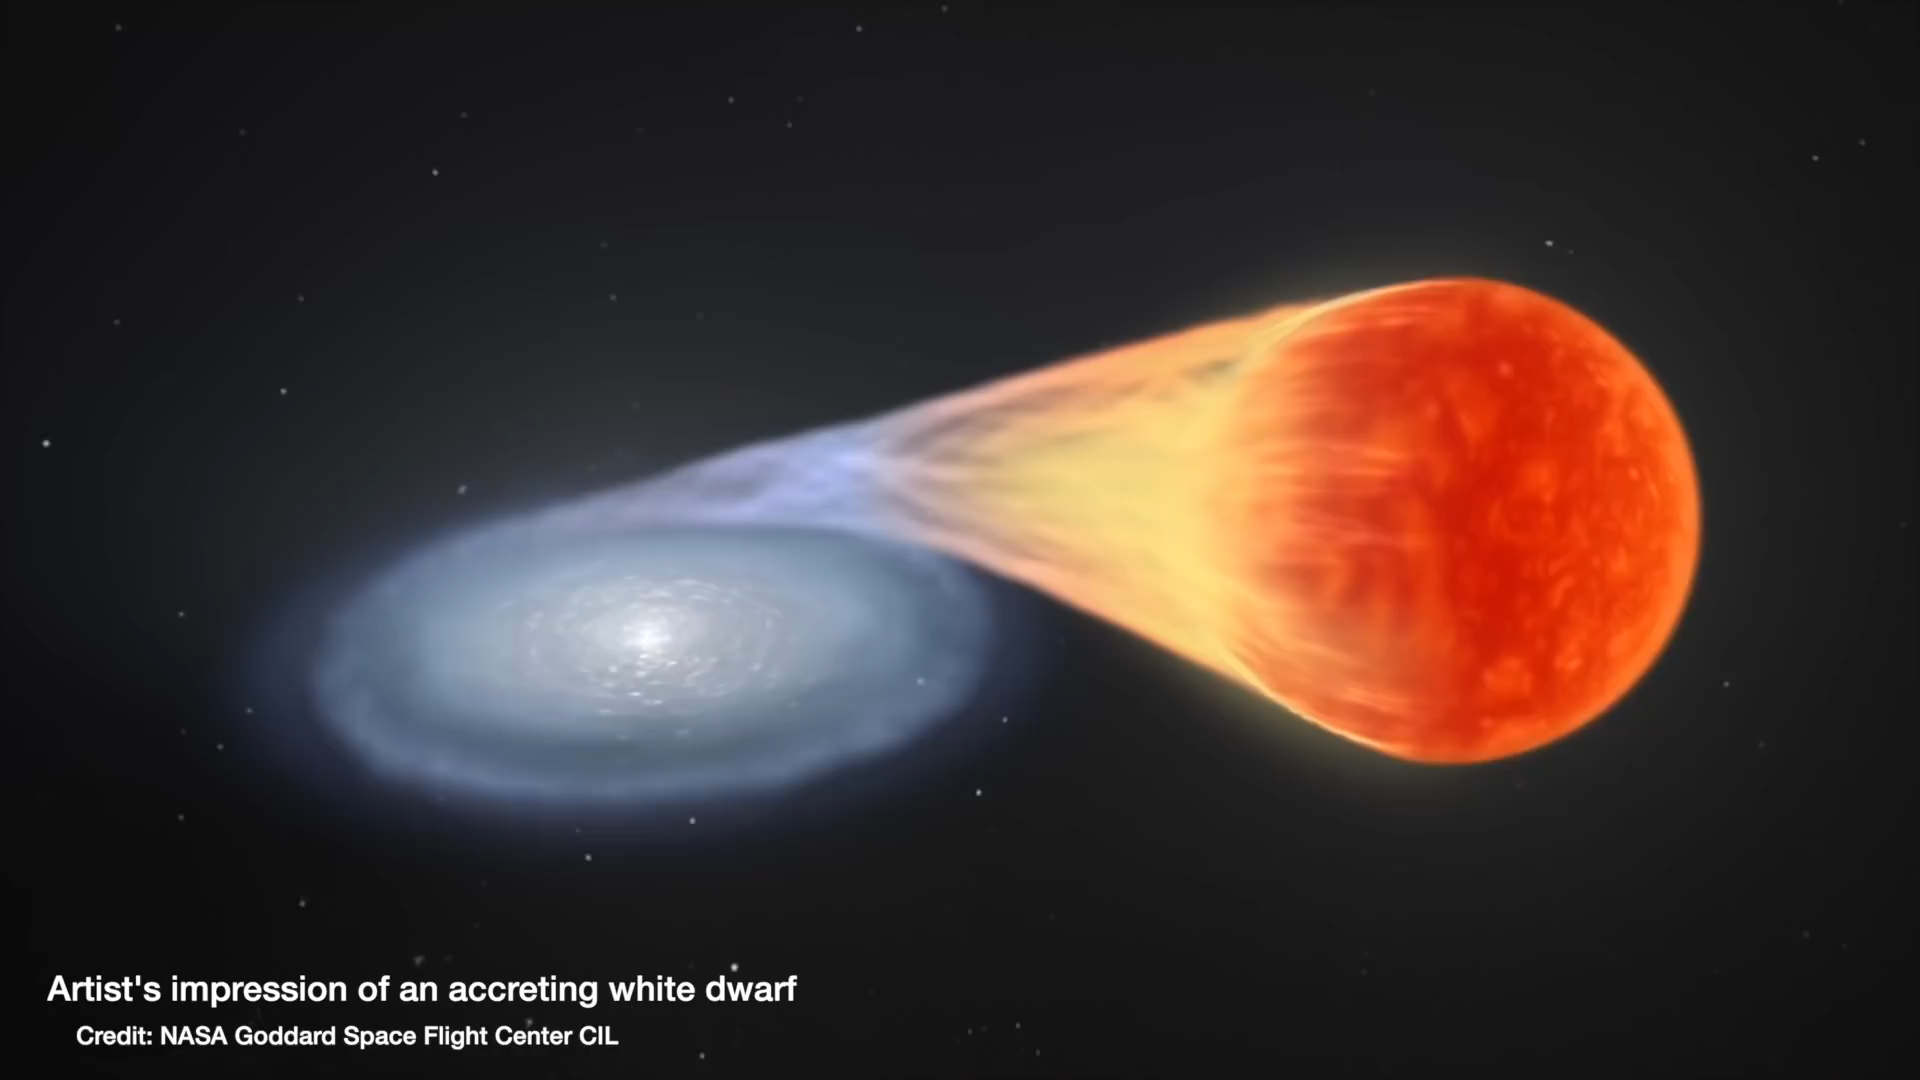 Artist's impression of an accreting white dwarf
Credit: NASA Goddard Space Flight Center CIL